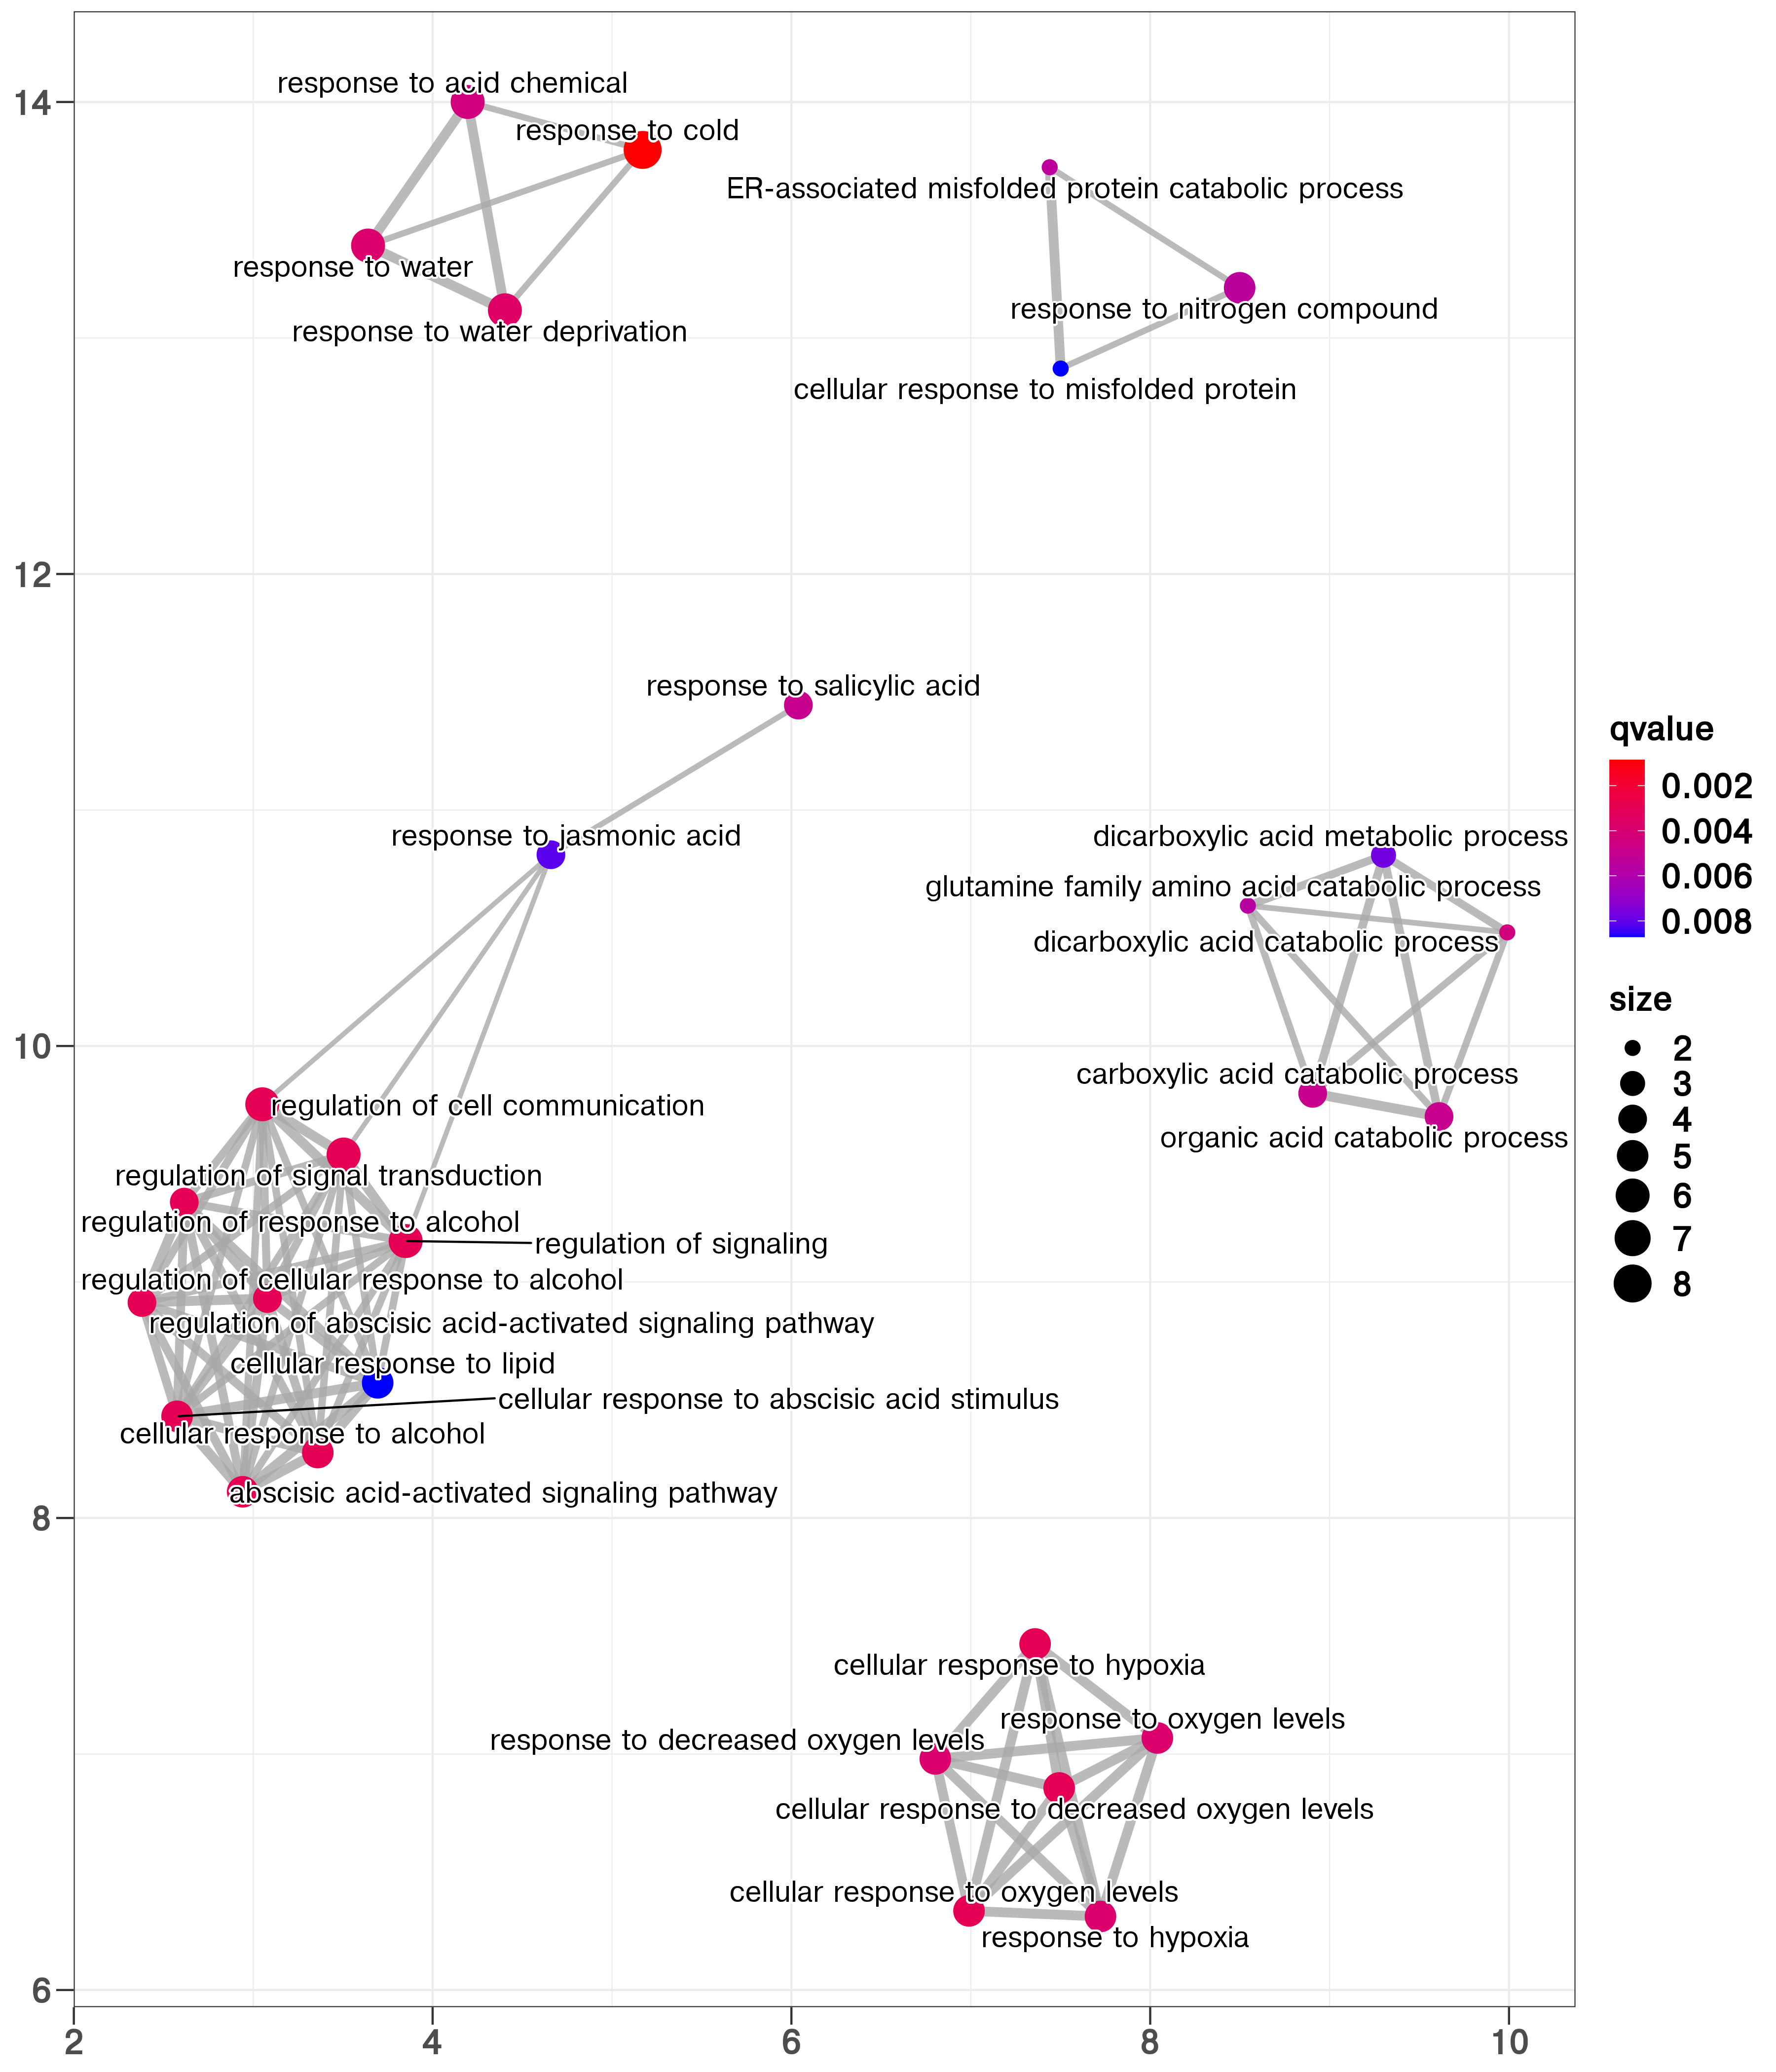 14
12
10
8
6
2
4
6
8
10
response to acid chemical
response to cold
ER-associated misfolded protein catabolic process
response to water
response to nitrogen compound
response to water deprivation
cellular response to misfolded protein
response to salicylic acid
response to jasmonic acid
dicarboxylic acid metabolic process
glutamine family amino acid catabolic process
dicarboxylic acid catabolic process
carboxylic acid catabolic process
organic acid catabolic process
regulation of cell communication
regulation of signal transduction
regulation of response to alcohol
regulation of signaling
regulation of cellular response to alcohol
regulation of abscisic acid-activated signaling pathway
cellular response to lipid
cellular response to abscisic acid stimulus
cellular response to alcohol
abscisic acid-activated signaling pathway
cellular response to hypoxia
response to oxygen levels
response to decreased oxygen levels
cellular response to decreased oxygen levels
cellular response to oxygen levels
response to hypoxia
qvalue
0.002
0.004
0.006
0.008
size
2
3
4
5
6
7
8